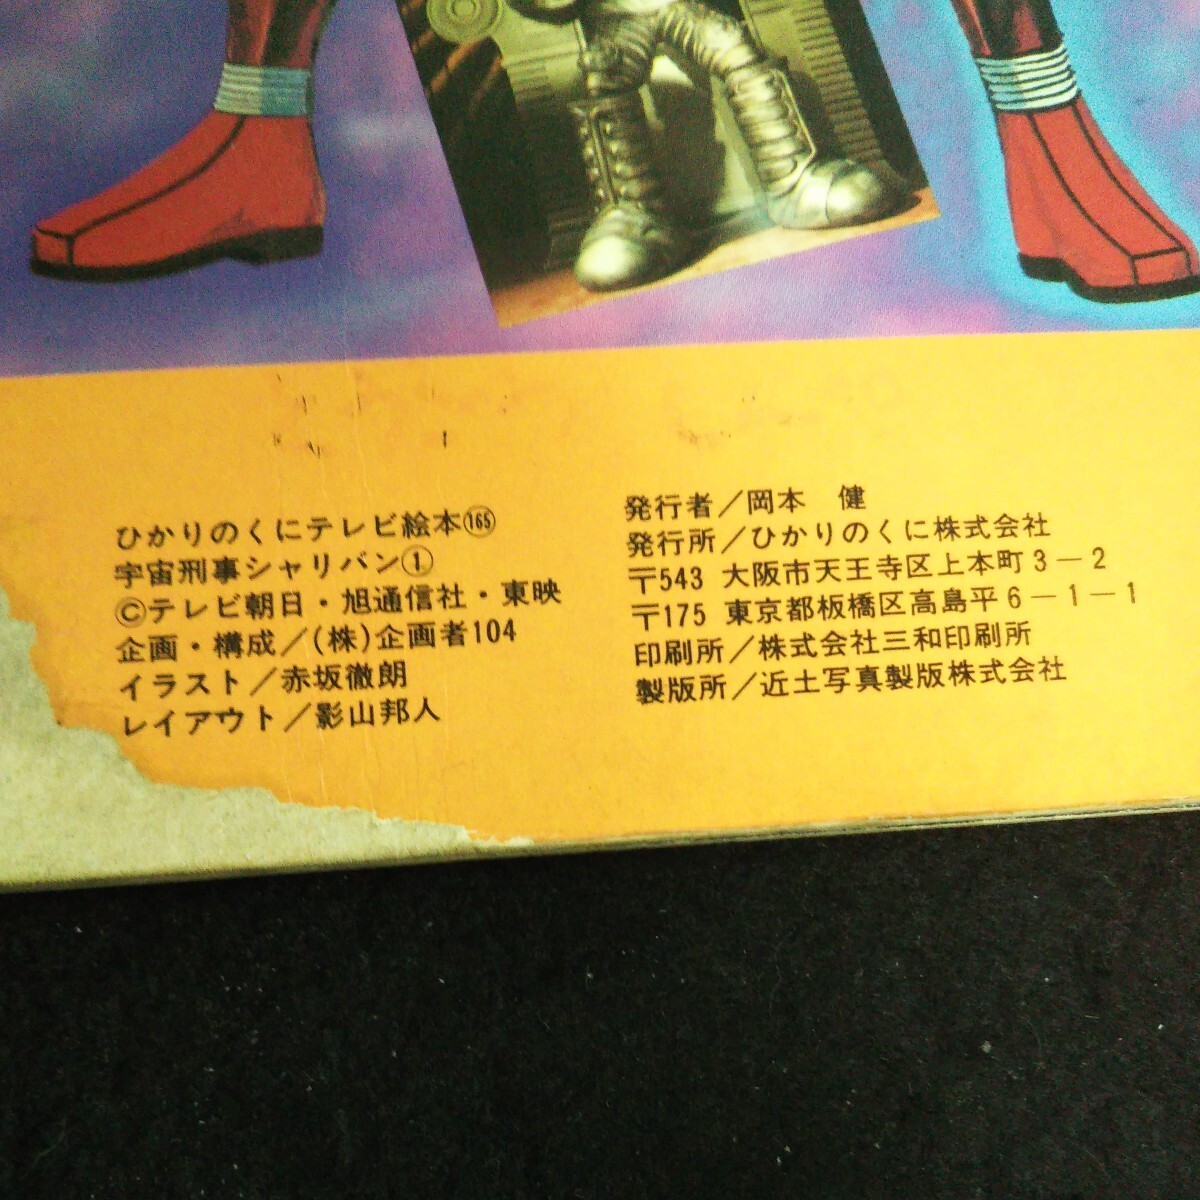 ひかりのくにテレビ絵本165
宇宙刑事シャリバン①
©テレビ朝日・旭通信社・東映
企画・構成／(株)企画者104
イラスト／赤坂徹朗
レイアウト／影山邦人
発行者／岡本　健
発行所／ひかりのくに株式会社
〒543 大阪市天王寺区上本町3－2
〒175 東京都板橋区高島平6－1－1
印刷所／株式会社三和印刷所
製版所／近土写真製版株式会社